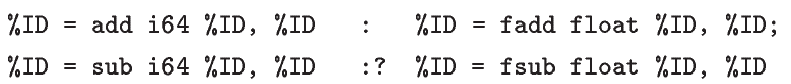 %ID = add i64 %ID, %ID : %ID = fadd float %ID, %ID;
%ID = sub i64 %ID, %ID :? %ID = fsub float %ID, %ID